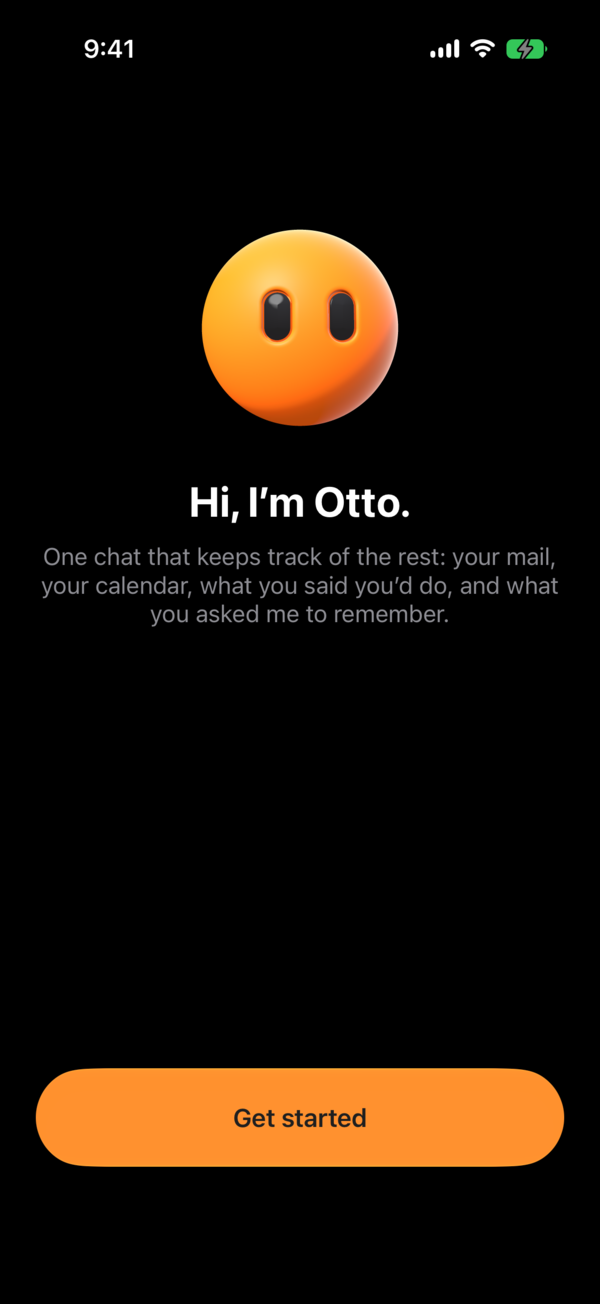 9:41
Hi, I’m Otto.
One chat that keeps track of the rest: your mail,
your calendar, what you said you’d do, and what
you asked me to remember.
Get started